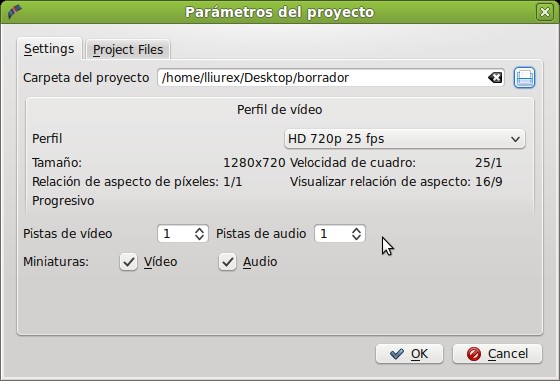 Parámetros del proyecto
Settings
Project Files
Carpeta del proyecto /home/lliurex/Desktop/borrador
Perfil de vídeo
Perfil HD 720p 25 fps
Tamaño: 1280x720 Velocidad de cuadro: 25/1
Relación de aspecto de píxeles: 1/1 Visualizar relación de aspecto: 16/9
Progresivo
Pistas de vídeo 1 Pistas de audio 1
Miniaturas: Vídeo Audio
OK Cancel